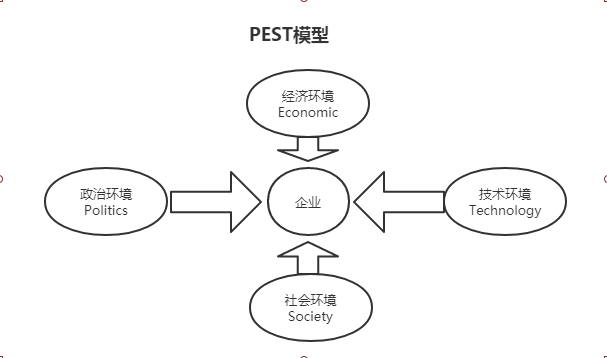 PEST模型
经济环境
Economic
政治环境
Politics
企业
技术环境
Technology
社会环境
Society